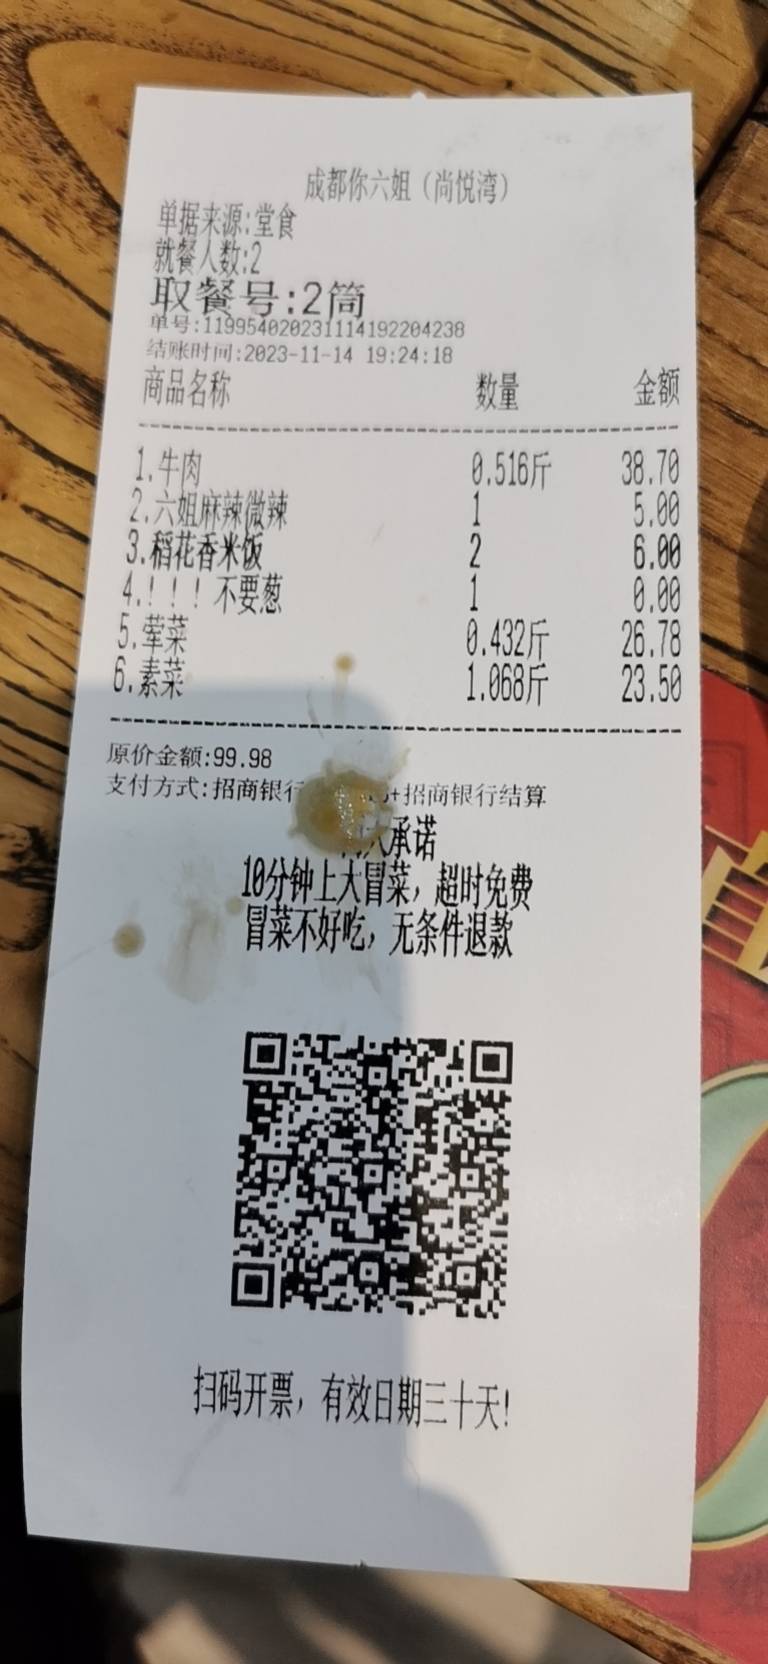 成都你六姐（尚悦湾）
单据来源:堂食
就餐人数:2
取餐号:2筒
单号:119954020231114192204238
结账时间:2023-11-14 19:24:18
商品名称 数量 金额
1.牛肉 0.516斤 38.70
2.六姐麻辣微辣 1 5.00
3.稻花香米饭 2 6.00
4.！！！不要葱 1 0.00
5.荤菜 0.432斤 26.78
6.素菜 1.068斤 23.50
原价金额:99.98
支付方式:招商银行 +招商银行结算
承诺
10分钟上大冒菜，超时免费
冒菜不好吃，无条件退款
扫码开票，有效日期三十天!